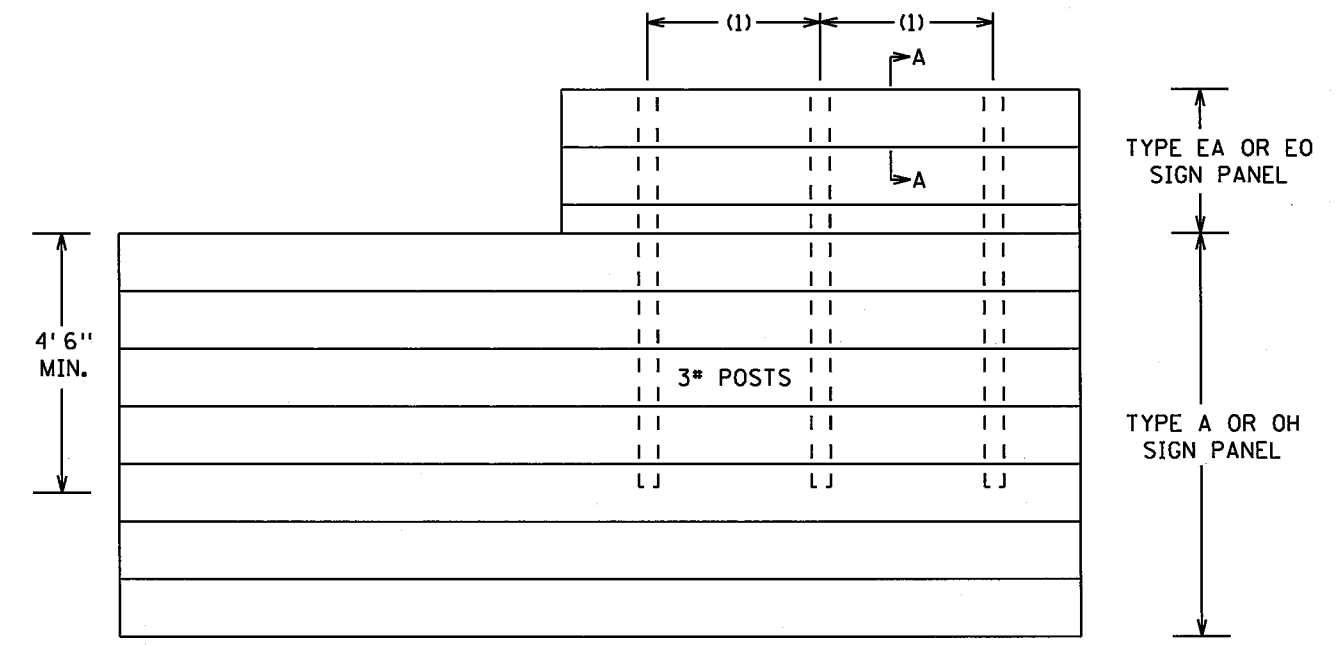 (1) (1)
A
TYPE EA OR EO
SIGN PANEL
A
4'6"
MIN.
3# POSTS
TYPE A OR OH
SIGN PANEL